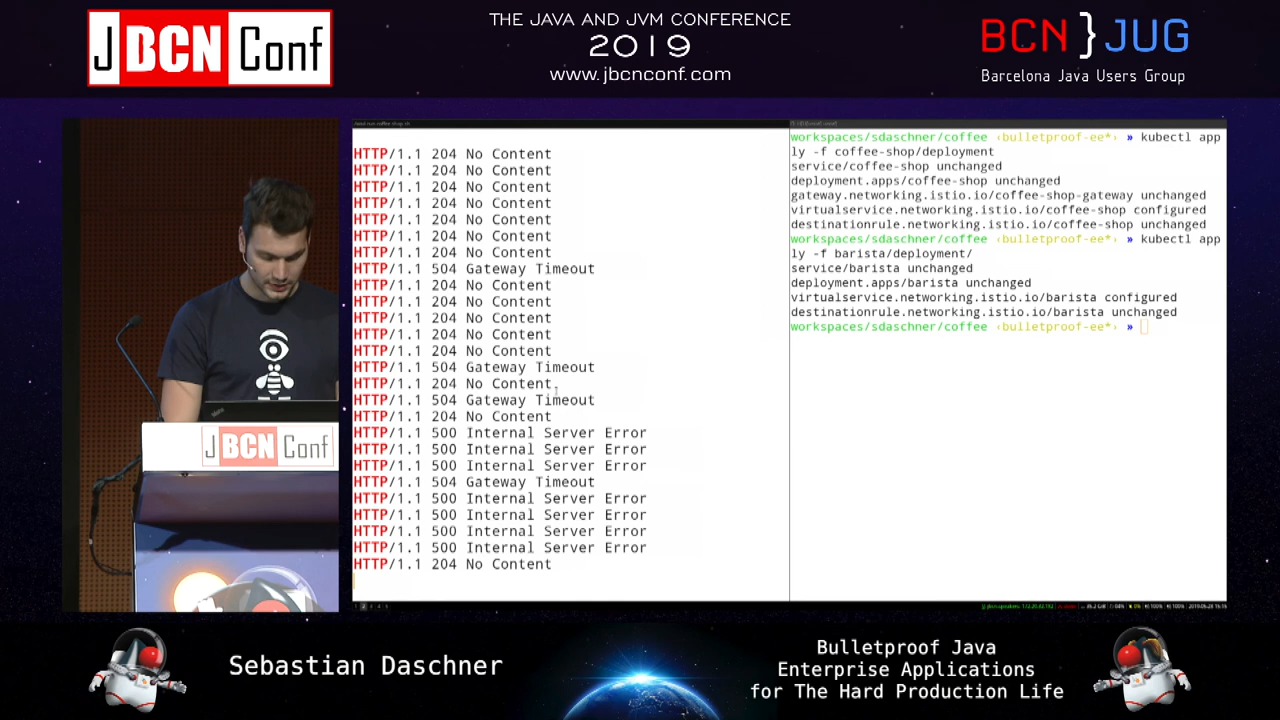 JBCNConf
THE JAVA AND JVM CONFERENCE
2019
www.jbcnconf.com
BCN}JUG
Barcelona Java Users Group
HTTP/1.1 204 No Content
HTTP/1.1 204 No Content
HTTP/1.1 204 No Content
HTTP/1.1 204 No Content
HTTP/1.1 204 No Content
HTTP/1.1 204 No Content
HTTP/1.1 204 No Content
HTTP/1.1 504 Gateway Timeout
HTTP/1.1 204 No Content
HTTP/1.1 204 No Content
HTTP/1.1 204 No Content
HTTP/1.1 204 No Content
HTTP/1.1 204 No Content
HTTP/1.1 504 Gateway Timeout
HTTP/1.1 204 No Content
HTTP/1.1 504 Gateway Timeout
HTTP/1.1 204 No Content
HTTP/1.1 500 Internal Server Error
HTTP/1.1 500 Internal Server Error
HTTP/1.1 500 Internal Server Error
HTTP/1.1 504 Gateway Timeout
HTTP/1.1 500 Internal Server Error
HTTP/1.1 500 Internal Server Error
HTTP/1.1 500 Internal Server Error
HTTP/1.1 500 Internal Server Error
HTTP/1.1 204 No Content
workspaces/sdaschner/coffee ‹bulletproof-ee*› » kubectl app
ly -f coffee-shop/deployment
service/coffee-shop unchanged
deployment.apps/coffee-shop unchanged
gateway.networking.istio.io/coffee-shop-gateway unchanged
virtualservice.networking.istio.io/coffee-shop configured
destinationrule.networking.istio.io/coffee-shop unchanged
workspaces/sdaschner/coffee ‹bulletproof-ee*› » kubectl app
ly -f barista/deployment/
service/barista unchanged
deployment.apps/barista unchanged
virtualservice.networking.istio.io/barista configured
destinationrule.networking.istio.io/barista unchanged
workspaces/sdaschner/coffee ‹bulletproof-ee*› »
JBCNConf
Sebastian Daschner
Bulletproof Java
Enterprise Applications
for The Hard Production Life